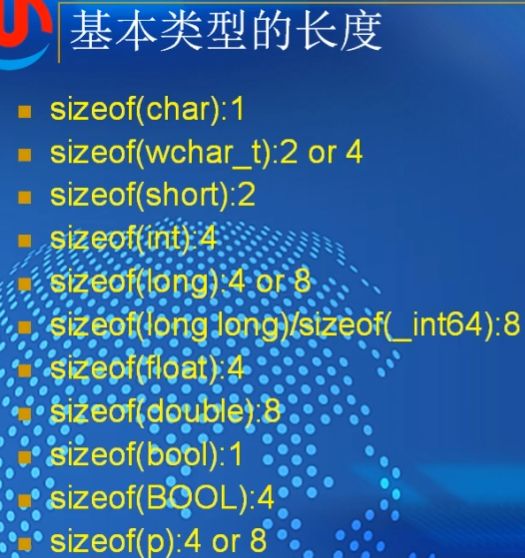 基本类型的长度
sizeof(char):1
sizeof(wchar_t):2 or 4
sizeof(short):2
sizeof(int):4
sizeof(long):4 or 8
sizeof(long long)/sizeof(_int64):8
sizeof(float):4
sizeof(double):8
sizeof(bool):1
sizeof(BOOL):4
sizeof(p):4 or 8